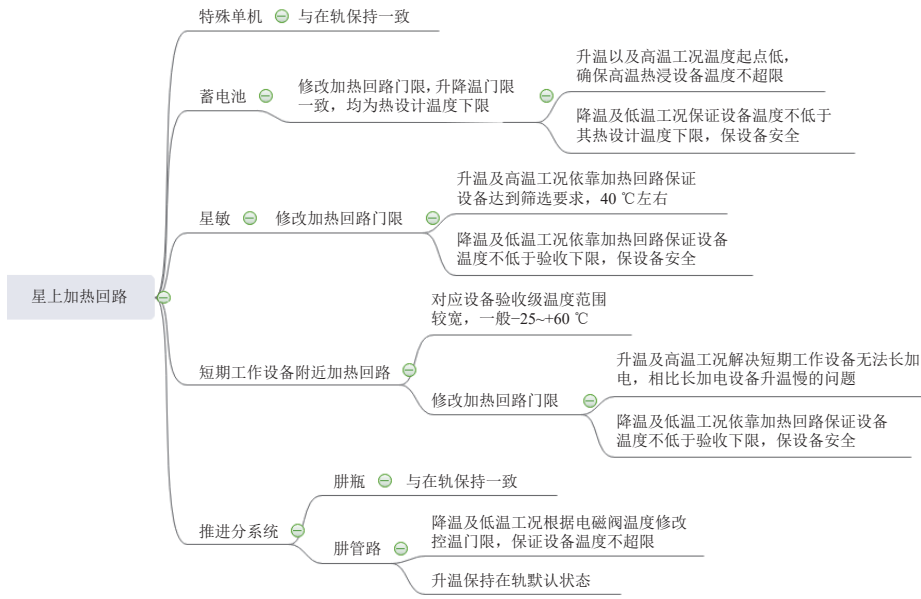 特殊单机
与在轨保持一致
蓄电池
修改加热回路门限，升降温门限
一致，均为热设计温度下限
升温以及高温工况温度起点低，
确保高温热浸设备温度不超限
降温及低温工况保证设备温度不低于
其热设计温度下限，保设备安全
星敏
修改加热回路门限
升温及高温工况依靠加热回路保证
设备达到筛选要求，40 ℃左右
降温及低温工况依靠加热回路保证设备
温度不低于验收下限，保设备安全
星上加热回路
短期工作设备附近加热回路
对应设备验收级温度范围
较宽，一般−25~+60 ℃
修改加热回路门限
升温及高温工况解决短期工作设备无法长加
电，相比长加电设备升温慢的问题
降温及低温工况依靠加热回路保证设备
温度不低于验收下限，保设备安全
推进分系统
肼瓶
与在轨保持一致
肼管路
降温及低温工况根据电磁阀温度修改
控温门限，保证设备温度不超限
升温保持在轨默认状态